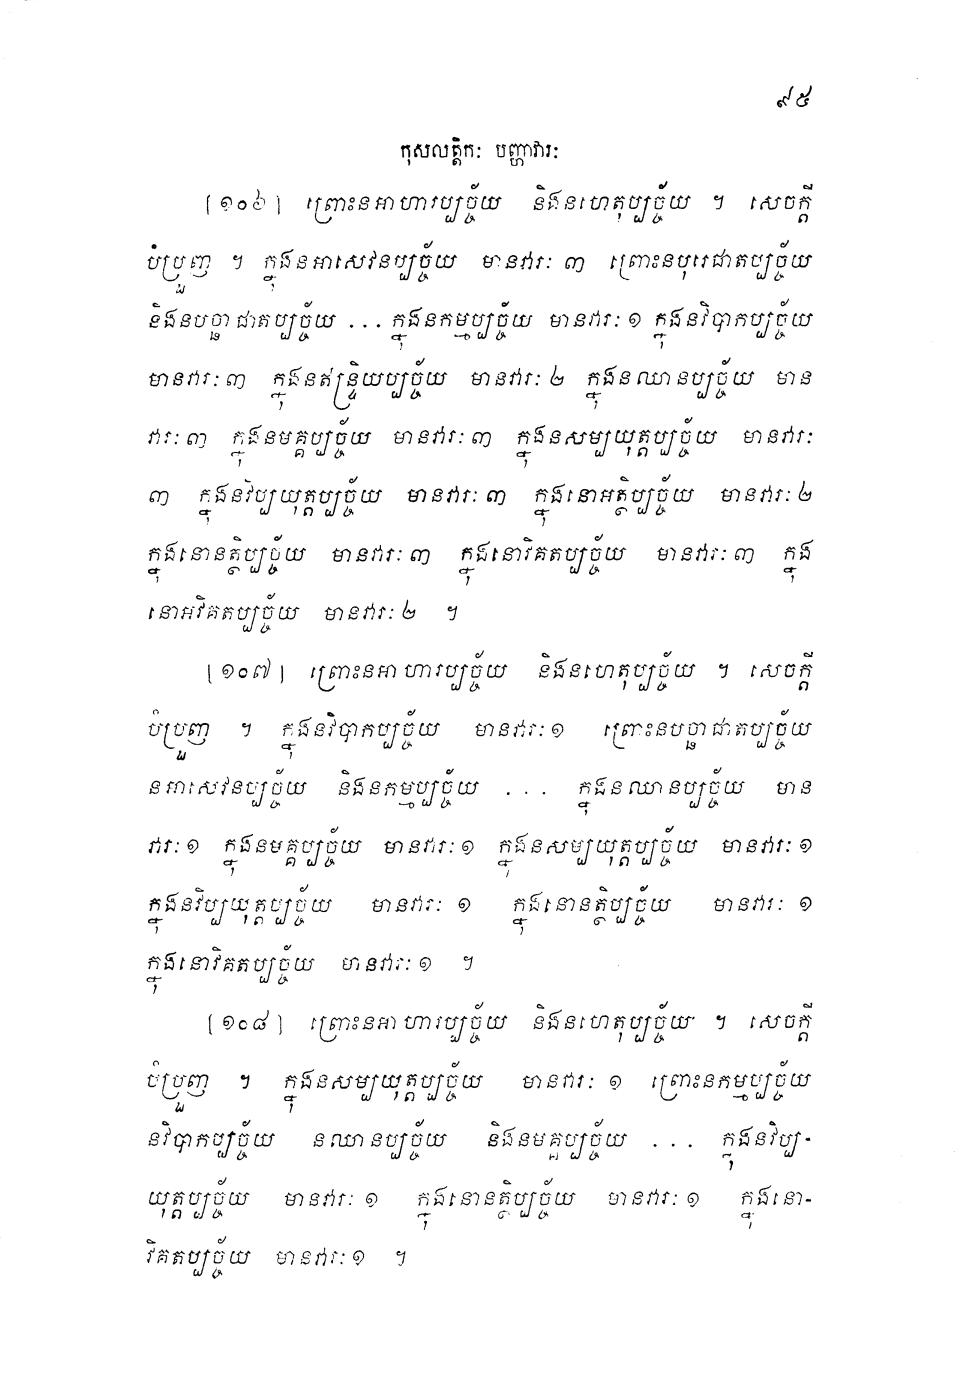 ៩៥
កុសលត្តិក: បញ្ហាវារ:
[១០៦] ព្រោះនអាហារប្បច្ច័យ និងនហេតុប្បច្ច័យ ។ សេចក្តី
បំប្រួញ ។ ក្នុងនអាសេវនប្បច្ច័យ មានវារ: ៣ ព្រោះនបុរេជាតប្បច្ច័យ
និងនបច្ឆាជាតប្បច្ច័យ ... ក្នុងនកម្មប្បច្ច័យ មានវារ: ១ ក្នុងនវិបាកប្បច្ច័យ
មានវារ: ៣ ក្នុងនឥន្ទ្រិយប្បច្ច័យ មានវារ: ២ ក្នុងនឈានប្បច្ច័យ មាន
វារ: ៣ ក្នុងនមគ្គប្បច្ច័យ មានវារ: ៣ ក្នុងនសម្បយុត្តប្បច្ច័យ មានវារ:
៣ ក្នុងនវិប្បយុត្តប្បច្ច័យ មានវារ: ៣ ក្នុងនោអត្ថិប្បច្ច័យ មានវារ: ២
ក្នុងនោនត្ថិប្បច្ច័យ មានវារ: ៣ ក្នុងនោវិគតប្បច្ច័យ មានវារ: ៣ ក្នុង
នោអវិគតប្បច្ច័យ មានវារ: ២ ។
[១០៧] ព្រោះនអាហារប្បច្ច័យ និងនហេតុប្បច្ច័យ ។ សេចក្តី
បំប្រួញ ។ ក្នុងនវិបាកប្បច្ច័យ មានវារ: ១ ព្រោះនបច្ឆាជាតប្បច្ច័យ
នអាសេវនប្បច្ច័យ និងនកម្មប្បច្ច័យ ... ក្នុងនឈានប្បច្ច័យ មាន
វារ: ១ ក្នុងនមគ្គប្បច្ច័យ មានវារ: ១ ក្នុងនសម្បយុត្តប្បច្ច័យ មានវារ: ១
ក្នុងនវិប្បយុត្តប្បច្ច័យ មានវារ: ១ ក្នុងនោនត្ថិប្បច្ច័យ មានវារ: ១
ក្នុងនោវិគតប្បច្ច័យ មានវារ: ១ ។
[១០៨] ព្រោះនអាហារប្បច្ច័យ និងនហេតុប្បច្ច័យ ។ សេចក្តី
បំប្រួញ ។ ក្នុងនសម្បយុត្តប្បច្ច័យ មានវារ: ១ ព្រោះនកម្មប្បច្ច័យ
នវិបាកប្បច្ច័យ នឈានប្បច្ច័យ និងនមគ្គប្បច្ច័យ ... ក្នុងនវិប្ប-
យុត្តប្បច្ច័យ មានវារ: ១ ក្នុងនោនត្ថិប្បច្ច័យ មានវារ: ១ ក្នុងនោ-
វិគតប្បច្ច័យ មានវារ: ១ ។